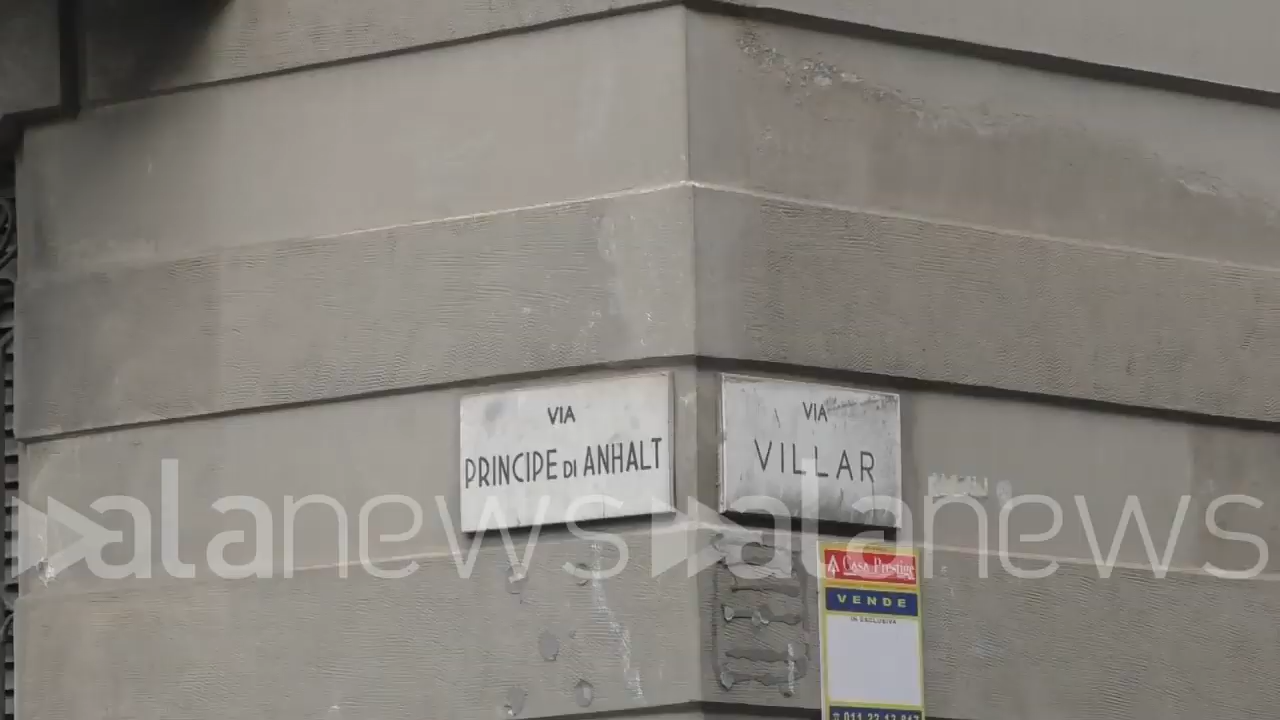 VIA
PRINCIPE DI ANHALT
VIA
VILLAR
alanews alanews
Casa Prestige
VENDE
IN ESCLUSIVA